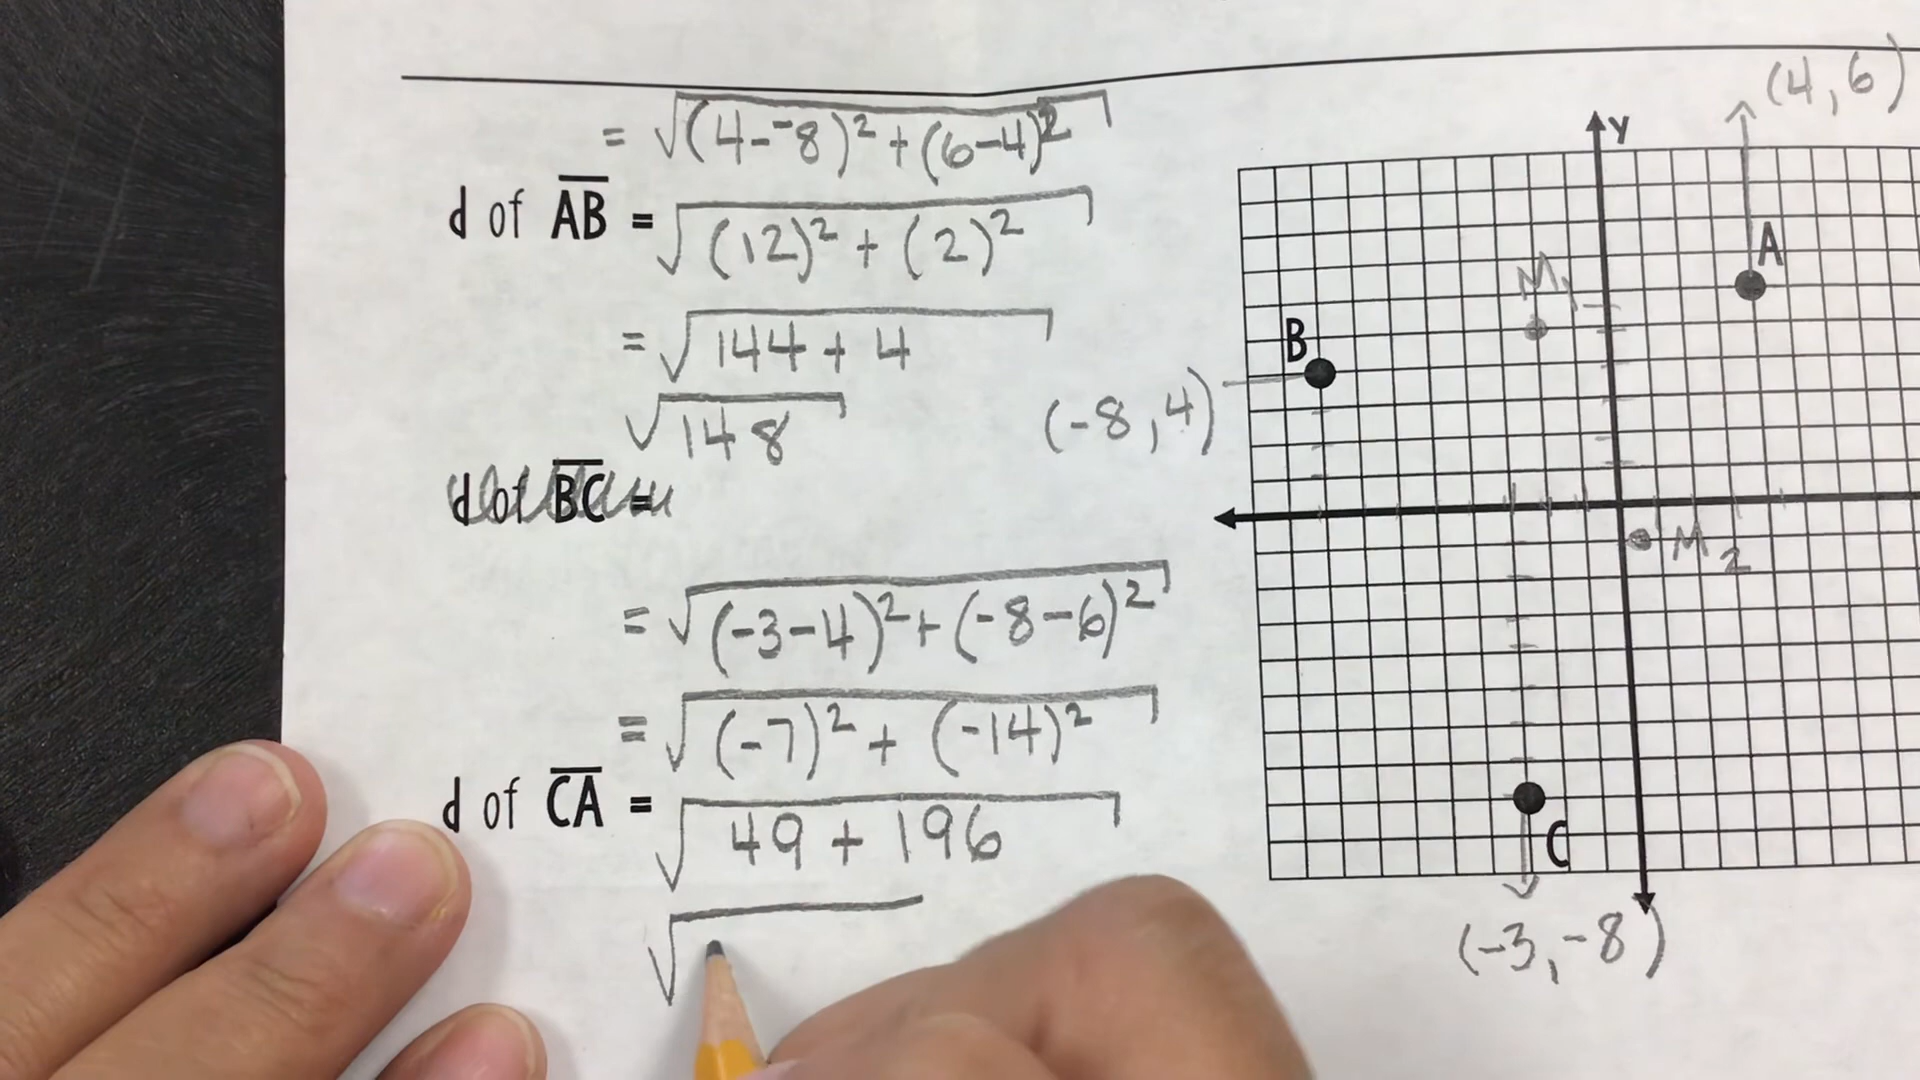 = √(4-⁻8)² + (6-4)²
d of AB = √(12)² + (2)²
= √144 + 4
√148
d of BC =
= √(-3-4)² + (-8-6)²
= √(-7)² + (-14)²
d of CA = √49 + 196
√
(4,6)
Y
A
M₁
B
(-8,4)
M₂
C
(-3,-8)